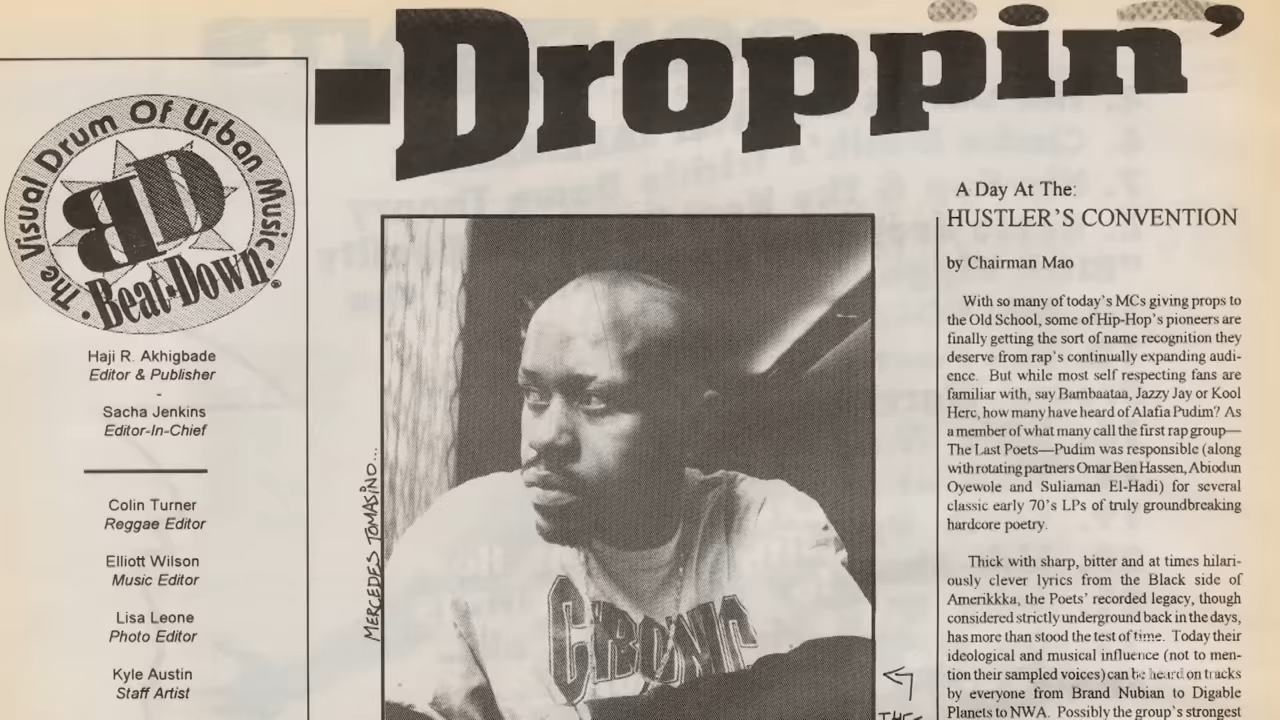 -Droppin'
The Visual Drum Of Urban Music
BD
Beat-Down
Haji R. Akhigbade
Editor & Publisher
-
Sacha Jenkins
Editor-In-Chief
Colin Turner
Reggae Editor
Elliott Wilson
Music Editor
Lisa Leone
Photo Editor
Kyle Austin
Staff Artist
MERCEDES TOMASINO...
THE
A Day At The:
HUSTLER'S CONVENTION
by Chairman Mao
With so many of today's MCs giving props to
the Old School, some of Hip-Hop's pioneers are
finally getting the sort of name recognition they
deserve from rap's continually expanding audi-
ence. But while most self respecting fans are
familiar with, say Bambaataa, Jazzy Jay or Kool
Herc, how many have heard of Alafia Pudim? As
a member of what many call the first rap group—
The Last Poets—Pudim was responsible (along
with rotating partners Omar Ben Hassen, Abiodun
Oyewole and Suliaman El-Hadi) for several
classic early 70's LPs of truly groundbreaking
hardcore poetry.
Thick with sharp, bitter and at times hilari-
ously clever lyrics from the Black side of
Amerikkka, the Poets' recorded legacy, though
considered strictly underground back in the days,
has more than stood the test of time. Today their
ideological and musical influence (not to men-
tion their sampled voices) can be heard on tracks
by everyone from Brand Nubian to Digable
Planets to NWA. Possibly the group's strongest